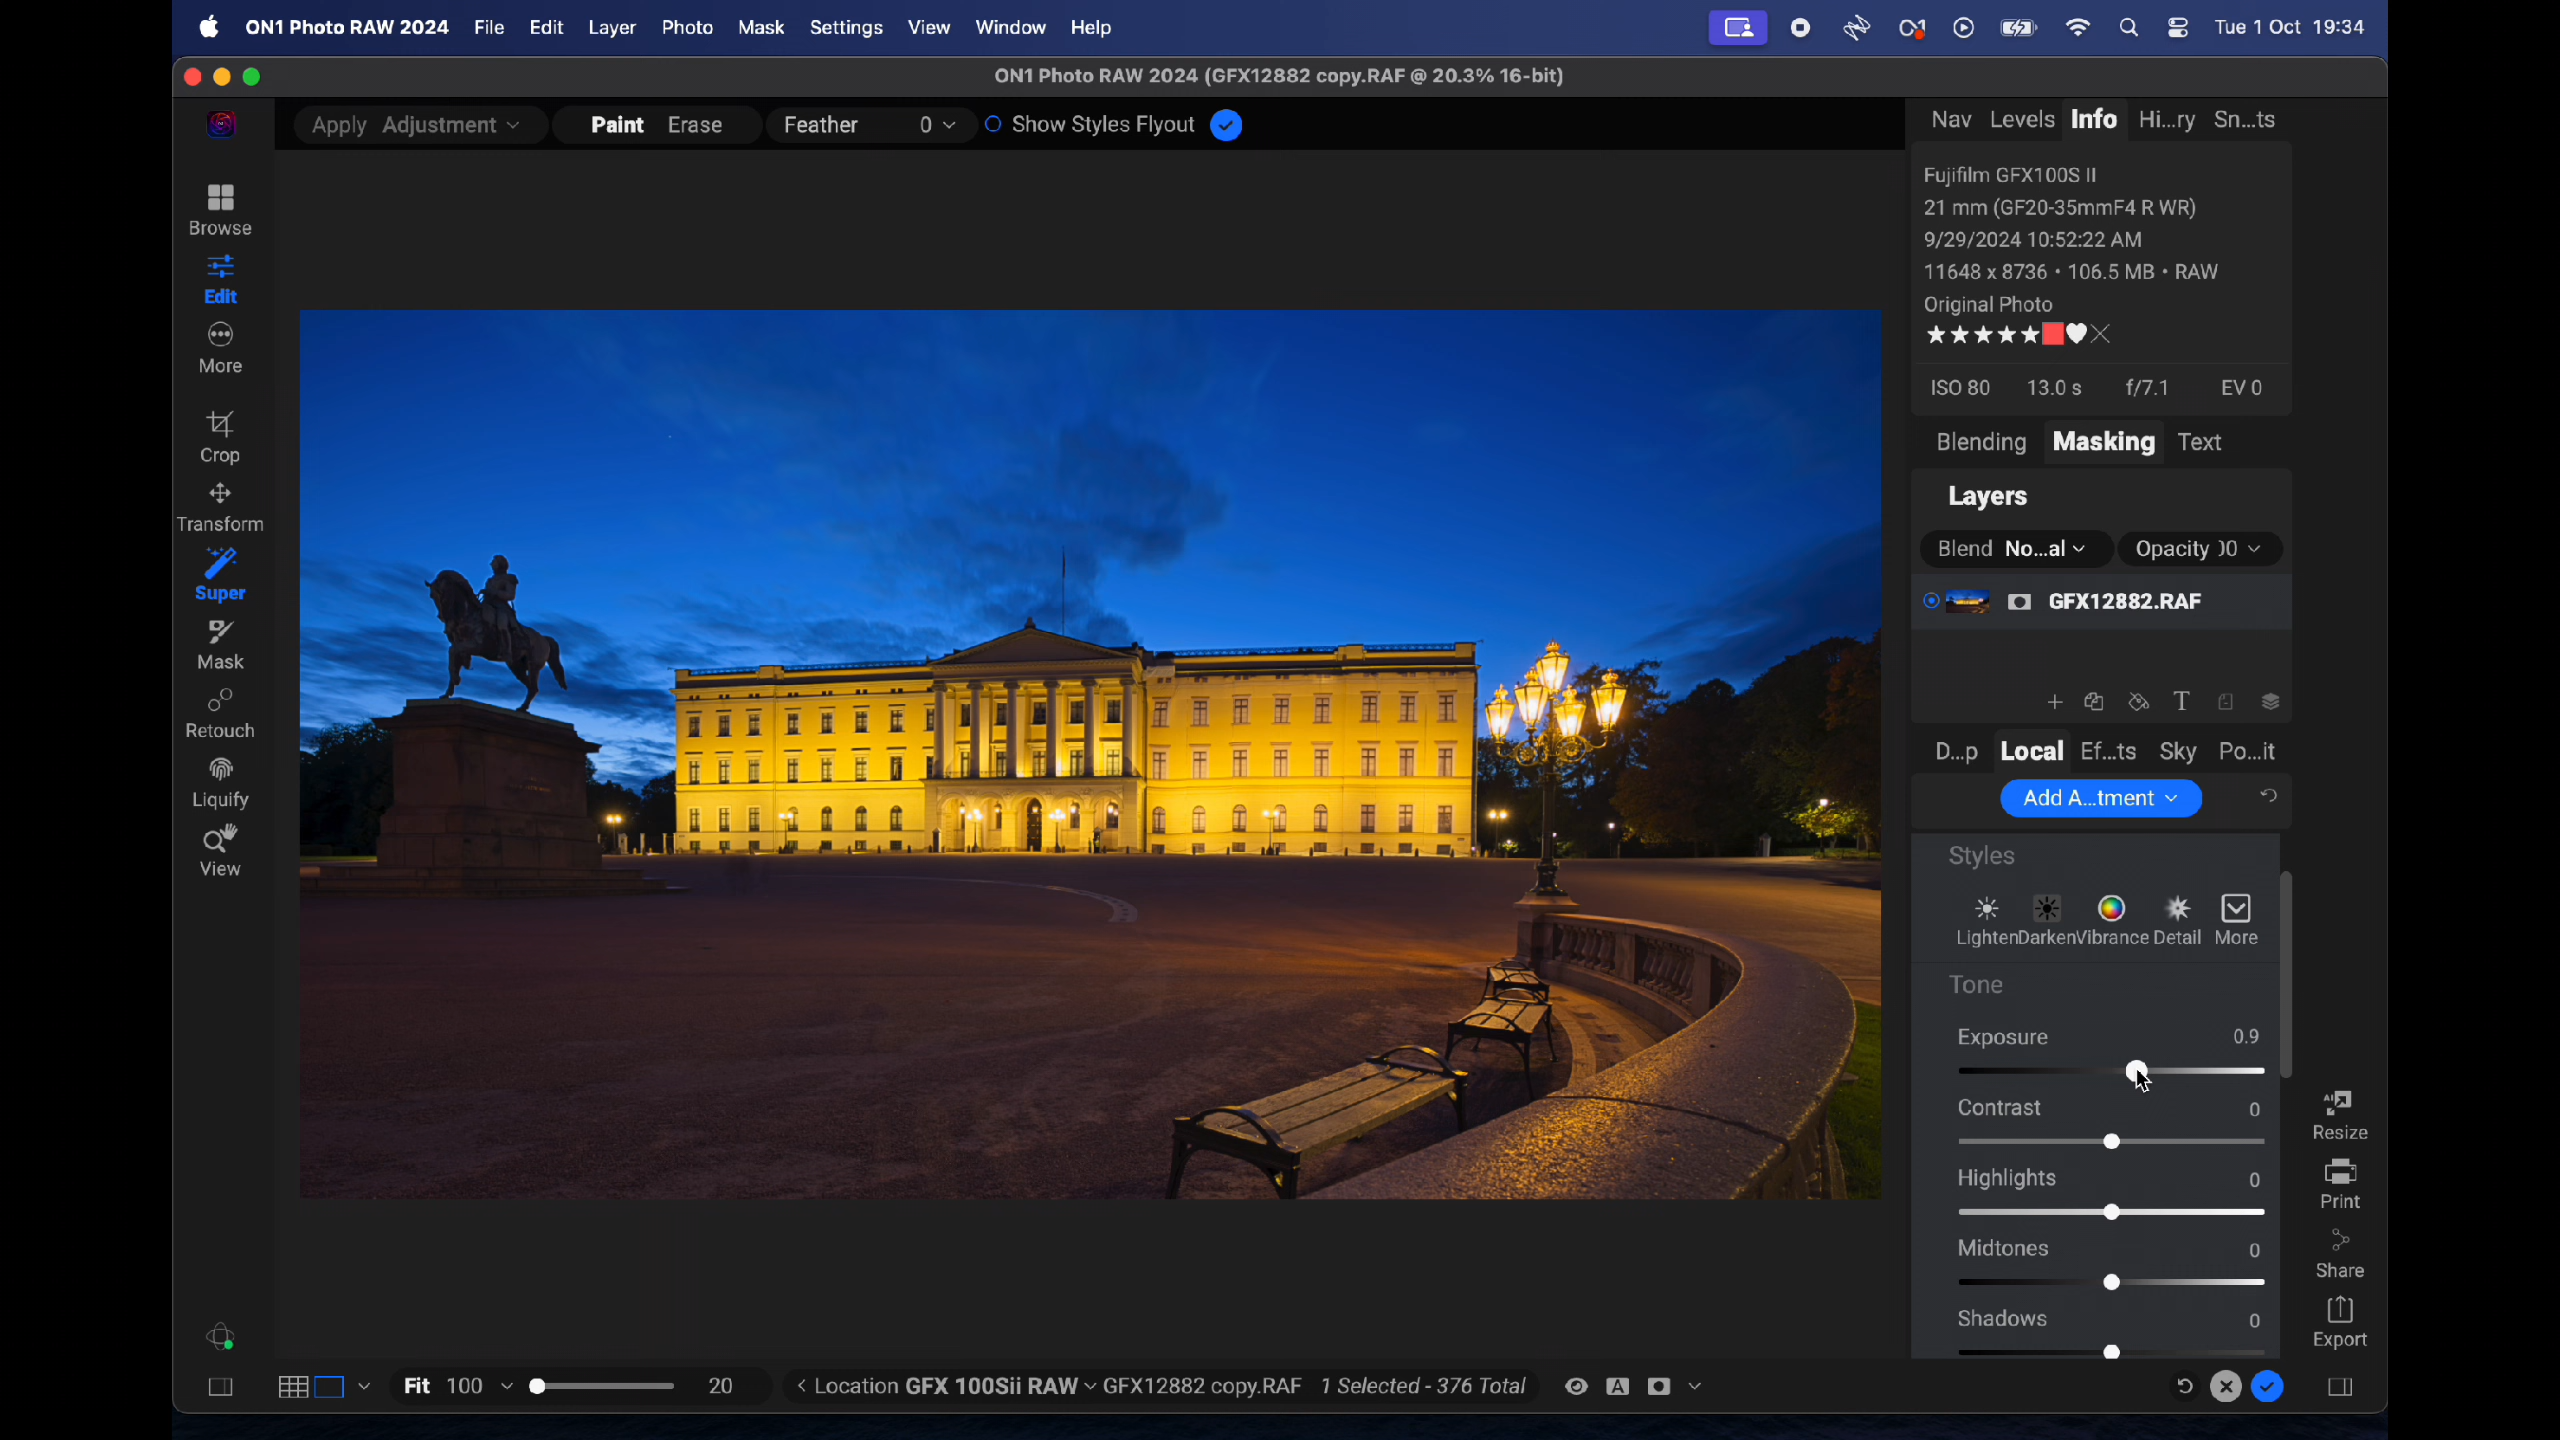 ON1 Photo RAW 2024 File Edit Layer Photo Mask Settings View Window Help Tue 1 Oct 19:34
ON1 Photo RAW 2024 (GFX12882 copy.RAF @ 20.3% 16-bit)
Apply Adjustment Paint Erase Feather 0 Show Styles Flyout
Browse
Edit
More
Crop
Transform
Super
Mask
Retouch
Liquify
View
Nav Levels Info Hi...ry Sn...ts
Fujifilm GFX100S II
21 mm (GF20-35mmF4 R WR)
9/29/2024 10:52:22 AM
11648 x 8736 • 106.5 MB • RAW
Original Photo
ISO 80 13.0 s f/7.1 EV 0
Blending Masking Text
Layers
Blend No...al Opacity 00
GFX12882.RAF
D...p Local Ef...ts Sky Po...it
Add A...tment
Styles
Lighten Darken Vibrance Detail More
Tone
Exposure 0.9
Contrast 0
Highlights 0
Midtones 0
Shadows 0
Resize
Print
Share
Export
Fit 100 20 < Location GFX 100Sii RAW GFX12882 copy.RAF 1 Selected - 376 Total A